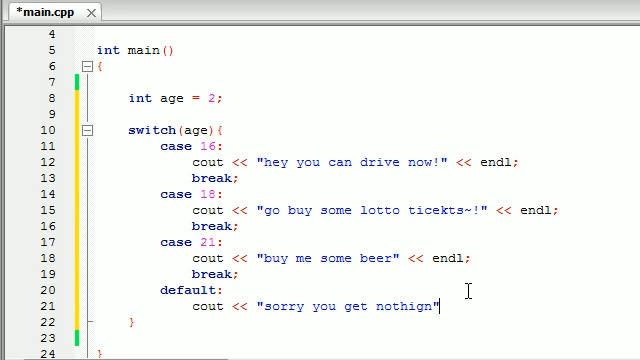 *main.cpp
4
5 int main()
6 {
7
8 int age = 2;
9
10 switch(age){
11 case 16:
12 cout << "hey you can drive now!" << endl;
13 break;
14 case 18:
15 cout << "go buy some lotto ticekts~!" << endl;
16 break;
17 case 21:
18 cout << "buy me some beer" << endl;
19 break;
20 default:
21 cout << "sorry you get nothign"
22 }
23
24 }